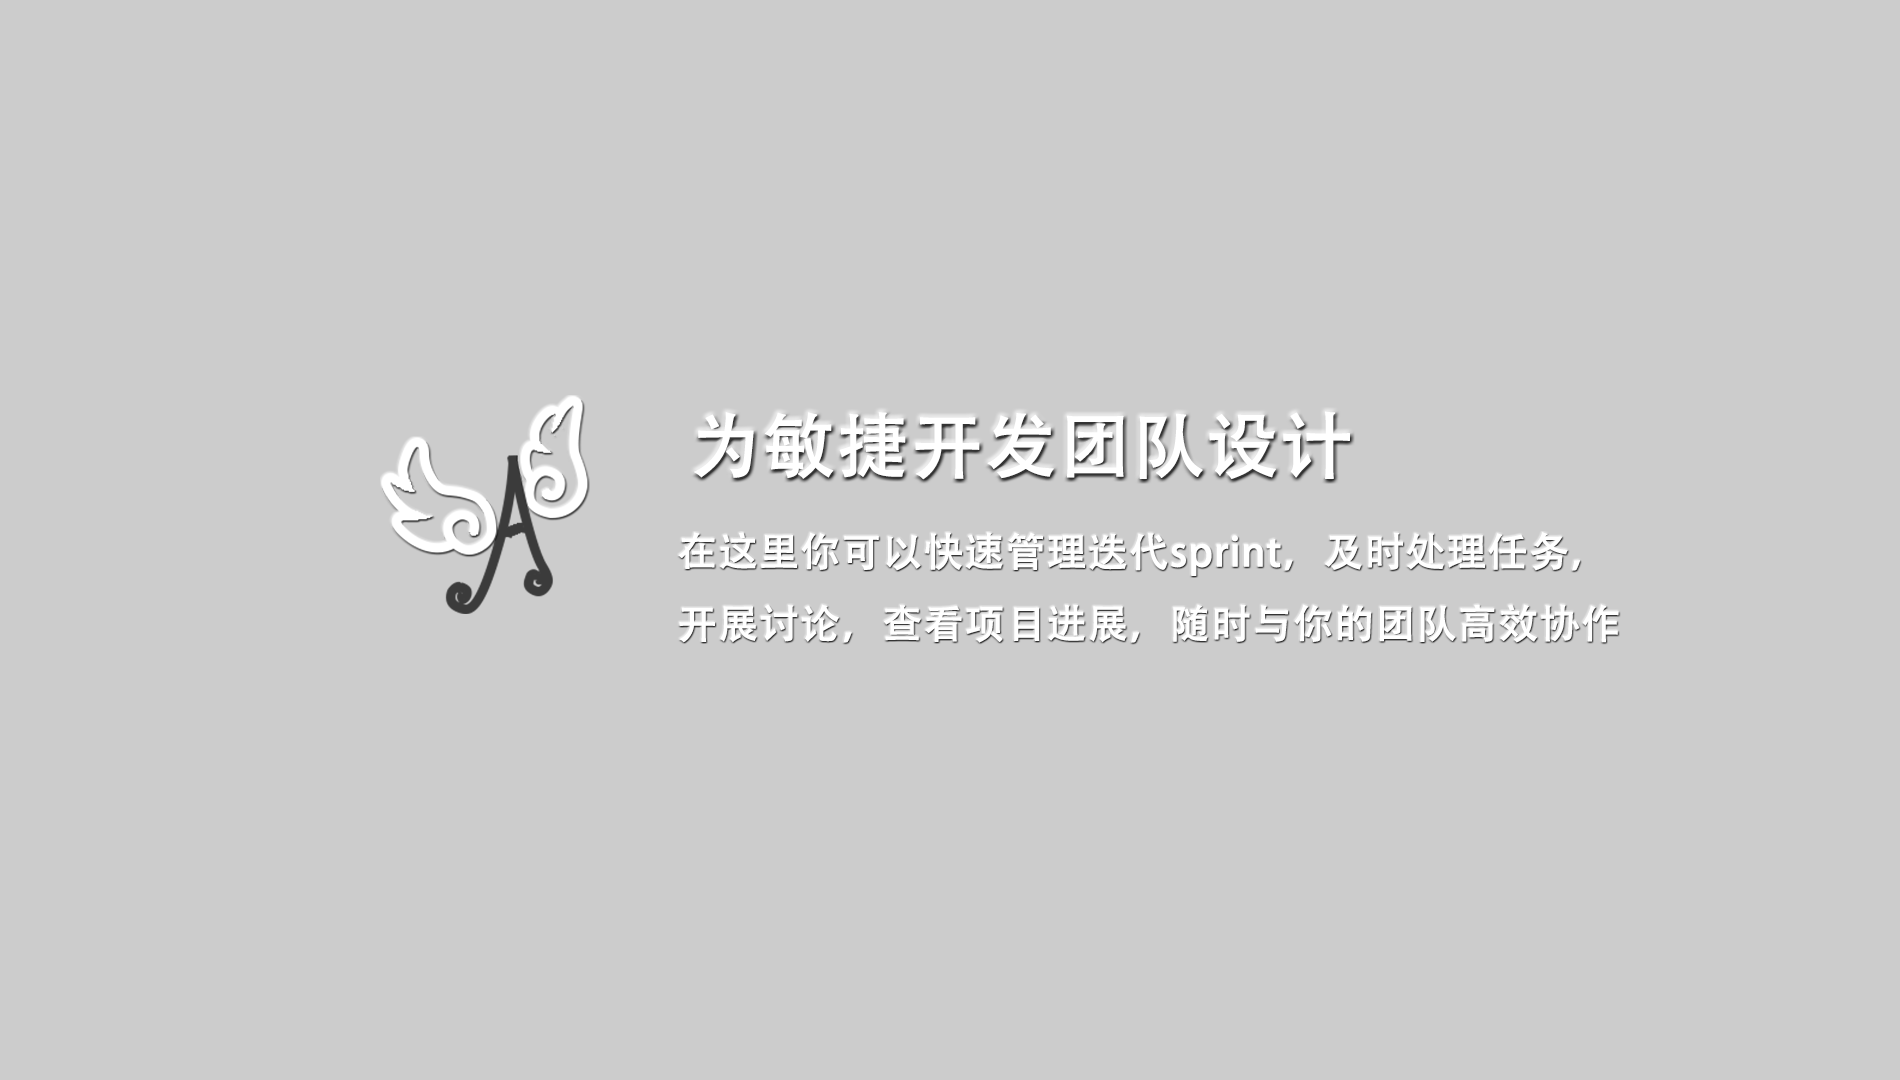 A
为敏捷开发团队设计
在这里你可以快速管理迭代sprint，及时处理任务，
开展讨论，查看项目进展，随时与你的团队高效协作